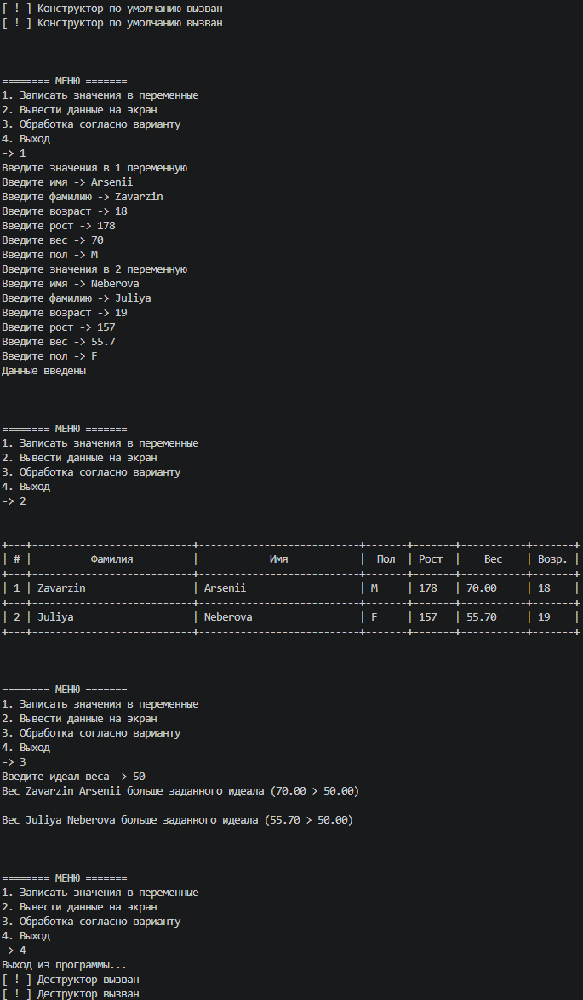 [ ! ] Конструктор по умолчанию вызван
[ ! ] Конструктор по умолчанию вызван
======== МЕНЮ =======
1. Записать значения в переменные
2. Вывести данные на экран
3. Обработка согласно варианту
4. Выход
-> 1
Введите значения в 1 переменную
Введите имя -> Arsenii
Введите фамилию -> Zavarzin
Введите возраст -> 18
Введите рост -> 178
Введите вес -> 70
Введите пол -> M
Введите значения в 2 переменную
Введите имя -> Neberova
Введите фамилию -> Juliya
Введите возраст -> 19
Введите рост -> 157
Введите вес -> 55.7
Введите пол -> F
Данные введены
======== МЕНЮ =======
1. Записать значения в переменные
2. Вывести данные на экран
3. Обработка согласно варианту
4. Выход
-> 2
+---+---------------------------+---------------------------+-------+-------+-----------+-------+
| # |          Фамилия          |            Имя            |  Пол  | Рост  |    Вес    | Возр. |
+---+---------------------------+---------------------------+-------+-------+-----------+-------+
| 1 | Zavarzin                  | Arsenii                   | M     | 178   | 70.00     | 18    |
+---+---------------------------+---------------------------+-------+-------+-----------+-------+
| 2 | Juliya                    | Neberova                  | F     | 157   | 55.70     | 19    |
+---+---------------------------+---------------------------+-------+-------+-----------+-------+
======== МЕНЮ =======
1. Записать значения в переменные
2. Вывести данные на экран
3. Обработка согласно варианту
4. Выход
-> 3
Введите идеал веса -> 50
Вес Zavarzin Arsenii больше заданного идеала (70.00 > 50.00)
Вес Juliya Neberova больше заданного идеала (55.70 > 50.00)
======== МЕНЮ =======
1. Записать значения в переменные
2. Вывести данные на экран
3. Обработка согласно варианту
4. Выход
-> 4
Выход из программы...
[ ! ] Деструктор вызван
[ ! ] Деструктор вызван